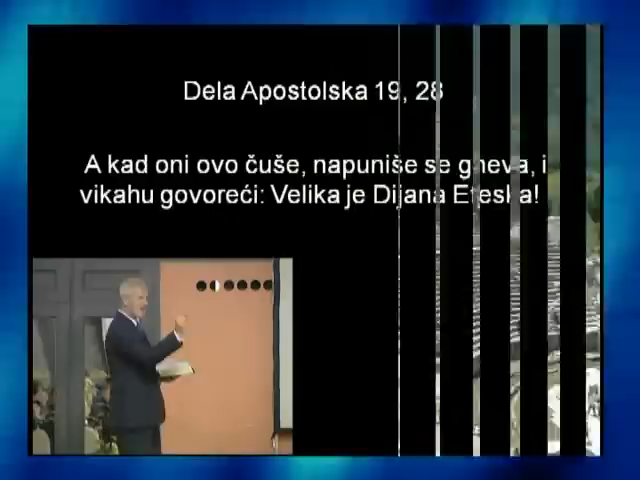 Dela Apostolska 19, 28
A kad oni ovo čuše, napuniše se gneva, i
vikahu govoreći: Velika je Dijana Efeska!